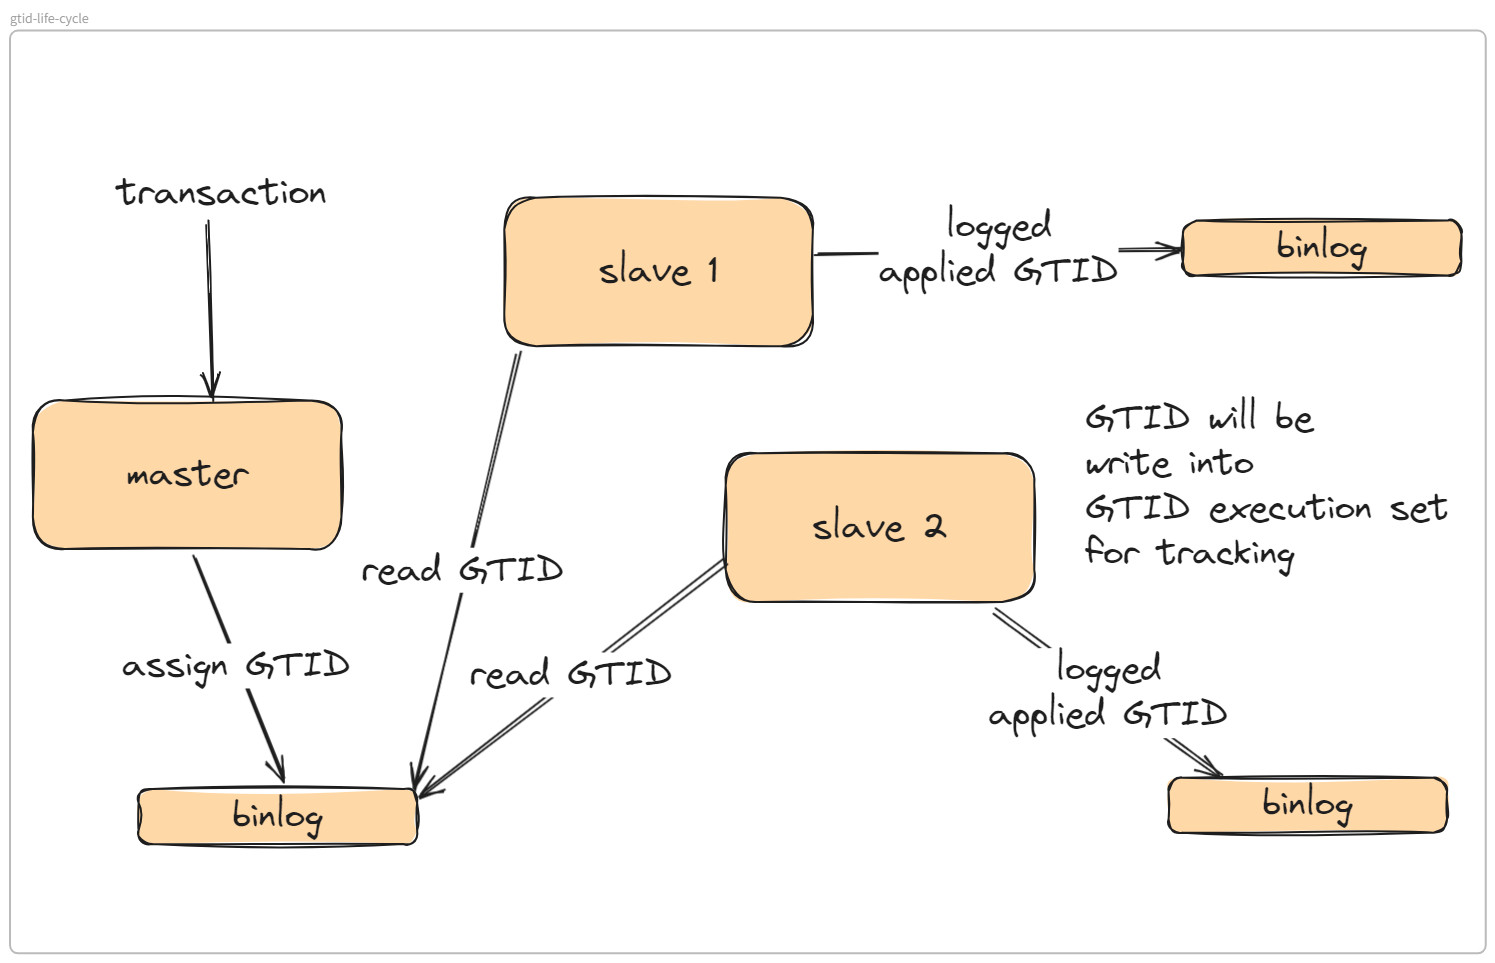 gtid-life-cycle
transaction
master
assign GTID
binlog
slave 1
read GTID
logged
applied GTID
binlog
slave 2
read GTID
logged
applied GTID
binlog
GTID will be
write into
GTID execution set
for tracking